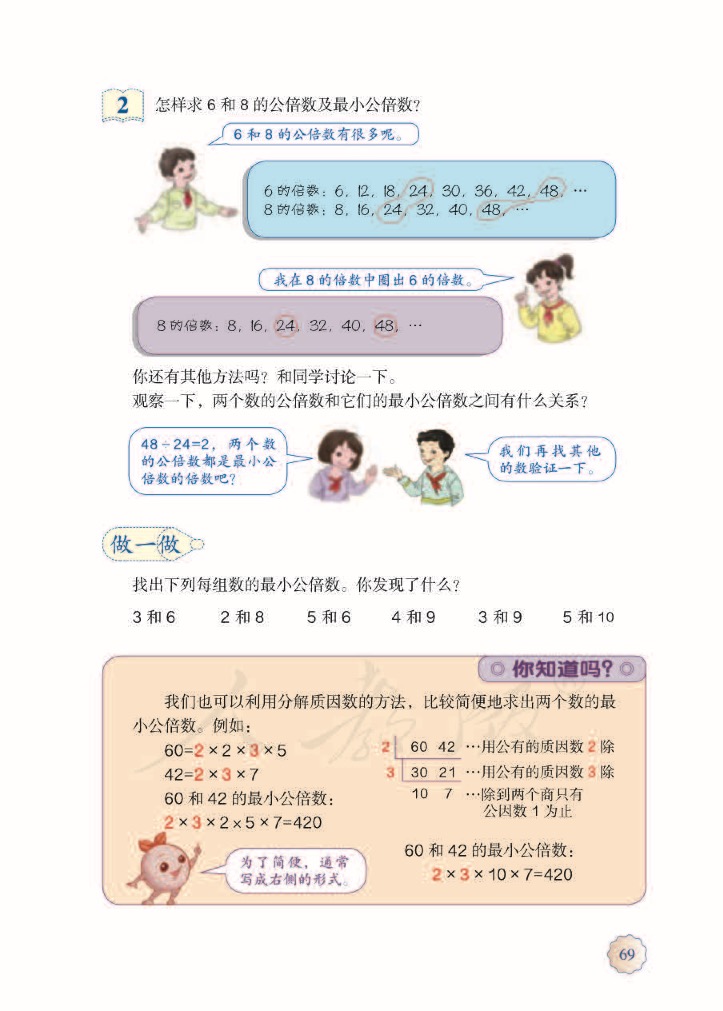 2 怎样求 6 和 8 的公倍数及最小公倍数?
6 和 8 的公倍数有很多呢。
6 的倍数：6，12，18，24，30，36，42，48，…
8 的倍数：8，16，24，32，40，48，…
我在 8 的倍数中圈出 6 的倍数。
8 的倍数：8，16，24，32，40，48，…
你还有其他方法吗？和同学讨论一下。
观察一下，两个数的公倍数和它们的最小公倍数之间有什么关系？
48÷24=2，两个数
的公倍数都是最小公
倍数的倍数吧？
我们再找其他
的数验证一下。
做一做
找出下列每组数的最小公倍数。你发现了什么？
3 和 6 2 和 8 5 和 6 4 和 9 3 和 9 5 和 10
你知道吗？
我们也可以利用分解质因数的方法，比较简便地求出两个数的最
小公倍数。例如：
60=2×2×3×5
42=2×3×7
60 和 42 的最小公倍数：
2×3×2×5×7=420
为了简便，通常
写成右侧的形式。
2 60 42 …用公有的质因数 2 除
3 30 21 …用公有的质因数 3 除
10 7 …除到两个商只有
公因数 1 为止
60 和 42 的最小公倍数：
2×3×10×7=420
人教版
69